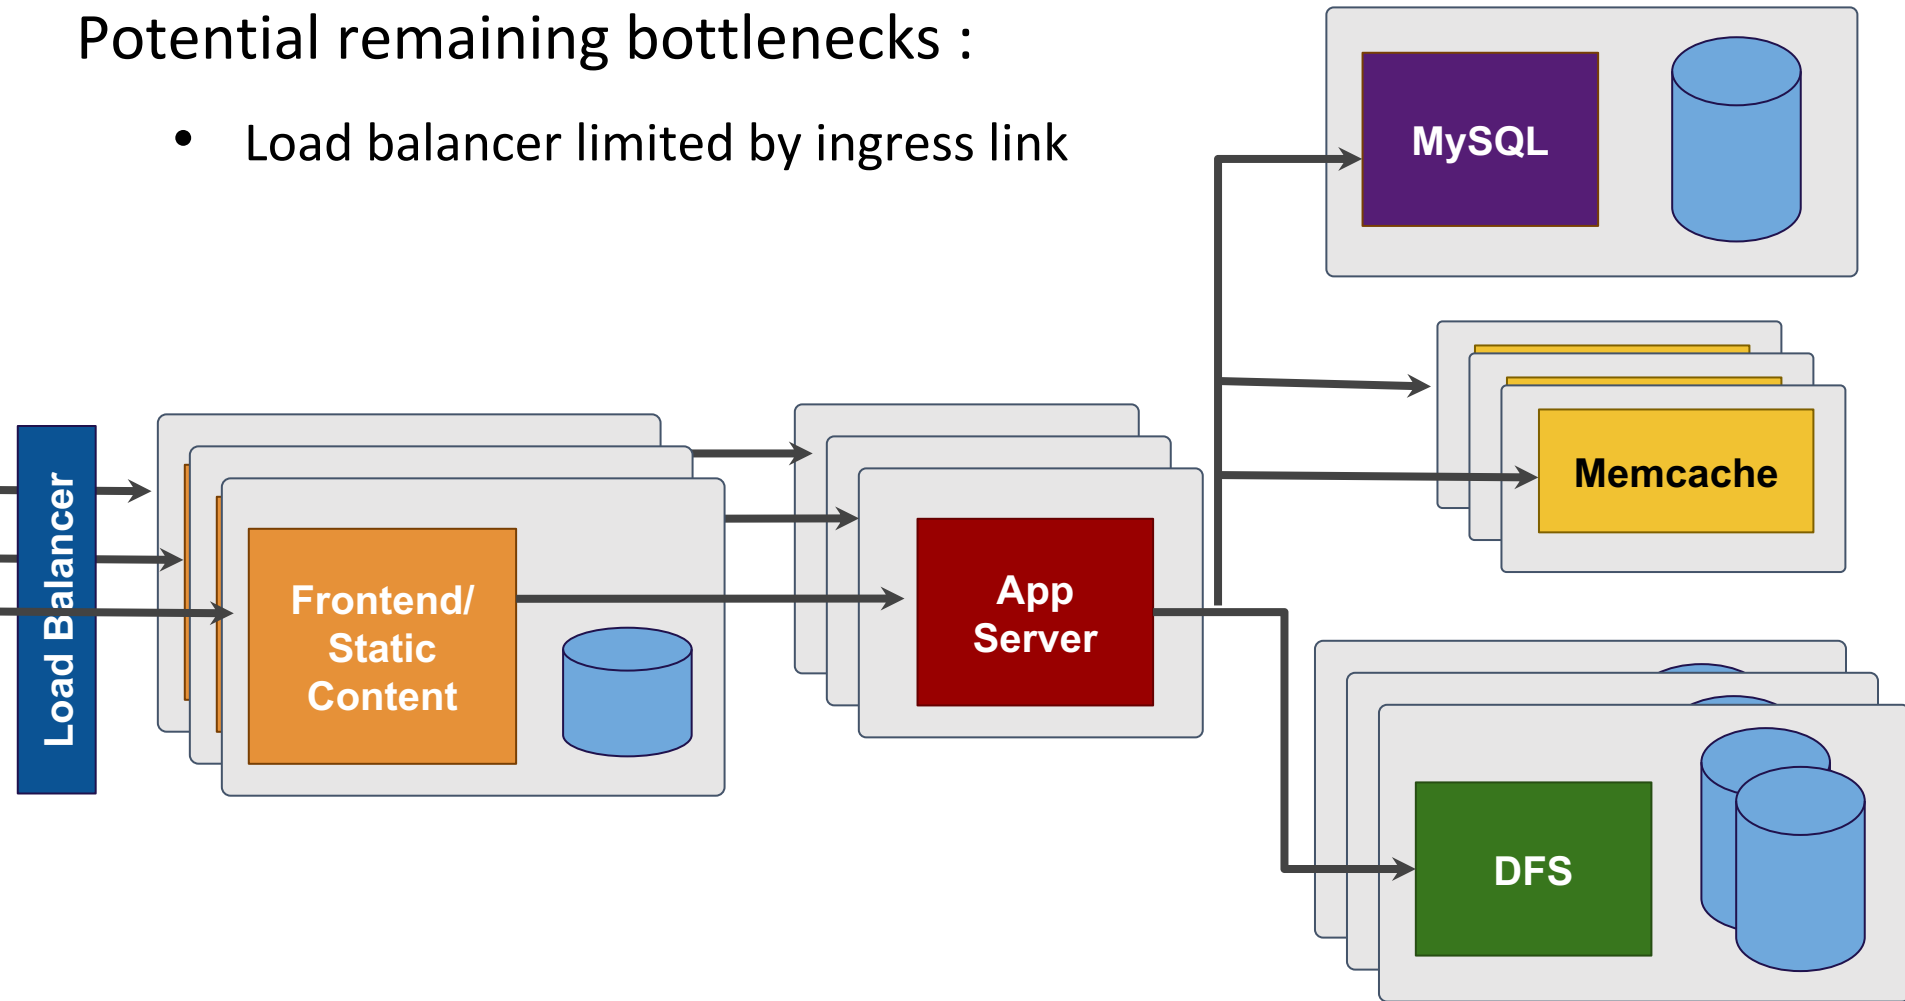 Potential remaining bottlenecks :
• Load balancer limited by ingress link
MySQL
Memcache
Load Balancer
Frontend/
Static
Content
App
Server
DFS